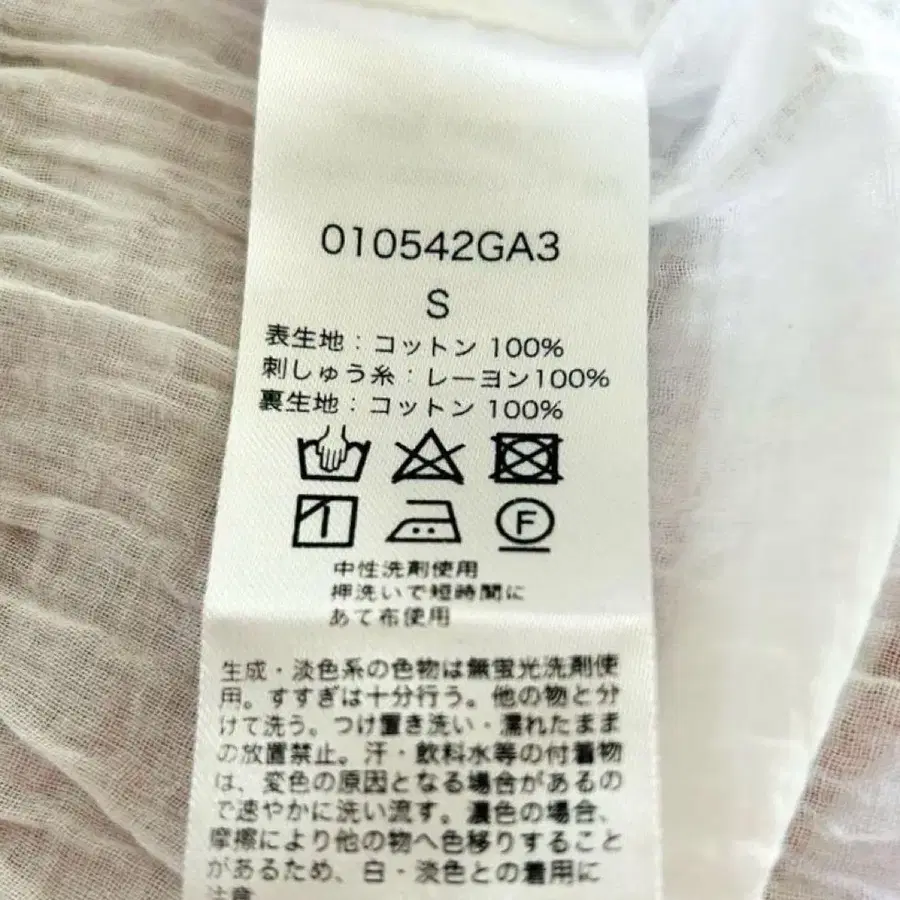 010542GA3
S
表生地：コットン 100%
刺しゅう糸：レーヨン100%
裏生地：コットン 100%
F
中性洗剤使用
押洗いで短時間に
あて布使用
生成・淡色系の色物は無蛍光洗剤使
用。すすぎは十分行う。他の物と分
けて洗う。つけ置き洗い・濡れたまま
の放置禁止。汗・飲料水等の付着物
は、変色の原因となる場合があるの
で速やかに洗い流す。濃色の場合、
摩擦により他の物へ色移りすること
があるため、白・淡色との着用に
注意